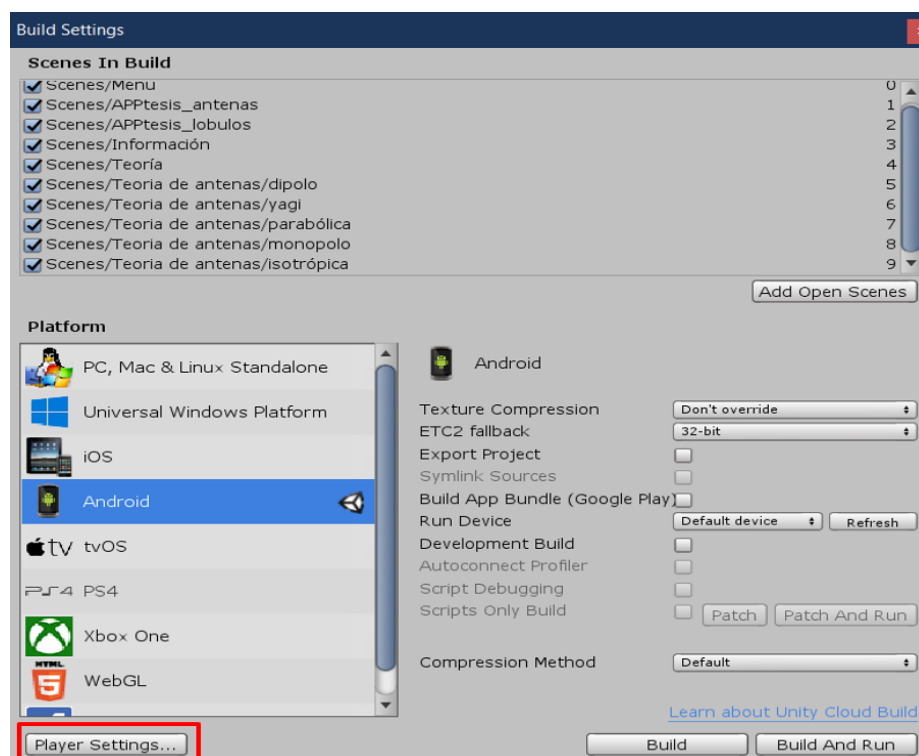 Build Settings
Scenes In Build
Scenes/Menu 0
Scenes/APPtesis_antenas 1
Scenes/APPtesis_lobulos 2
Scenes/Información 3
Scenes/Teoría 4
Scenes/Teoria de antenas/dipolo 5
Scenes/Teoria de antenas/yagi 6
Scenes/Teoria de antenas/parabólica 7
Scenes/Teoria de antenas/monopolo 8
Scenes/Teoria de antenas/isotrópica 9
Add Open Scenes
Platform
PC, Mac & Linux Standalone
Universal Windows Platform
iOS
Android
tv tvOS
PS4 PS4
Xbox One
HTML
5 WebGL
Android
Texture Compression Don't override
ETC2 fallback 32-bit
Export Project
Symlink Sources
Build App Bundle (Google Play)
Run Device Default device Refresh
Development Build
Autoconnect Profiler
Script Debugging
Scripts Only Build Patch Patch And Run
Compression Method Default
Learn about Unity Cloud Build
Player Settings... Build Build And Run